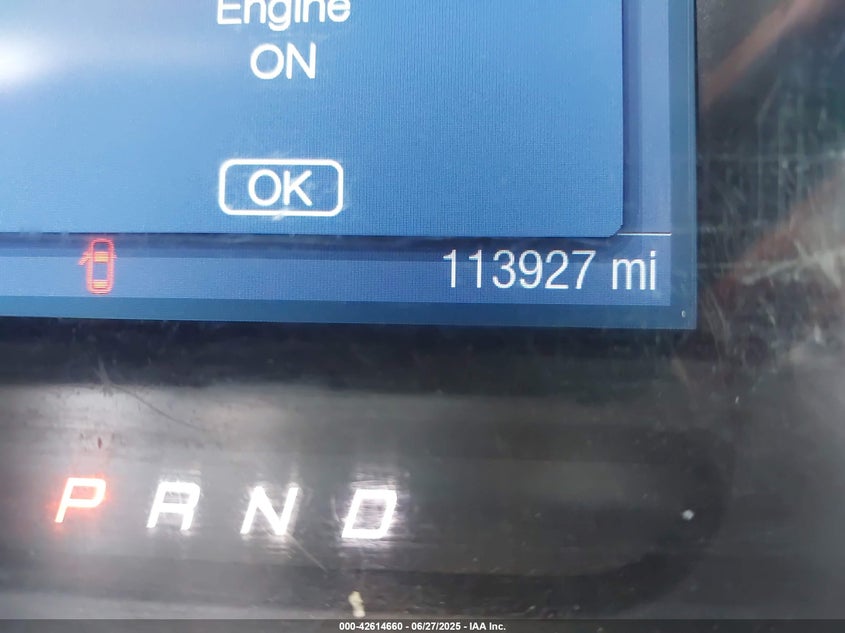 Engine
ON
OK
113927 mi
P R N D
000-42614660 - 06/27/2025 - IAA Inc.